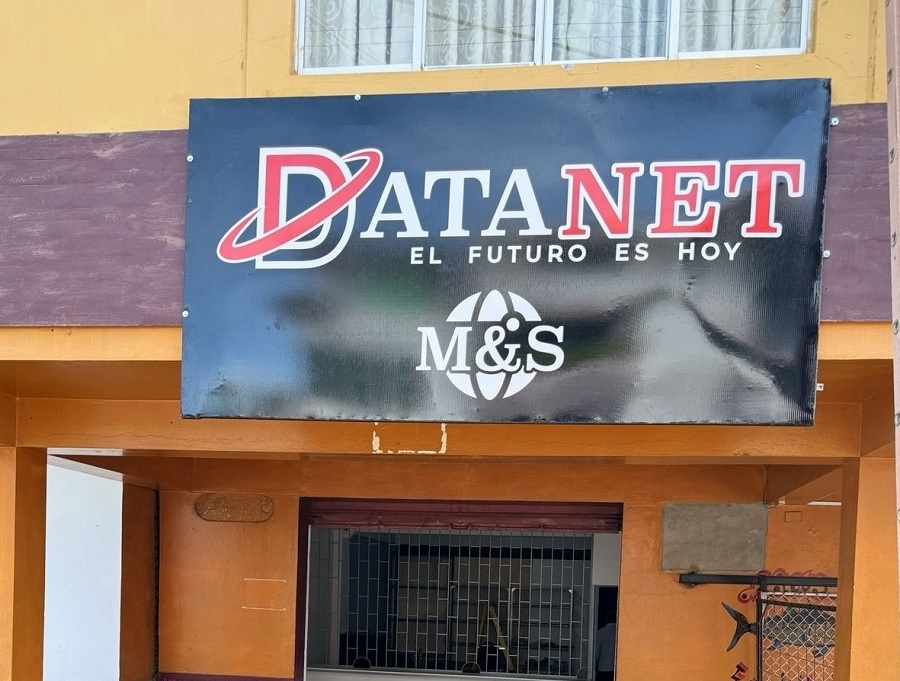 DATANET
EL FUTURO ES HOY
M&S